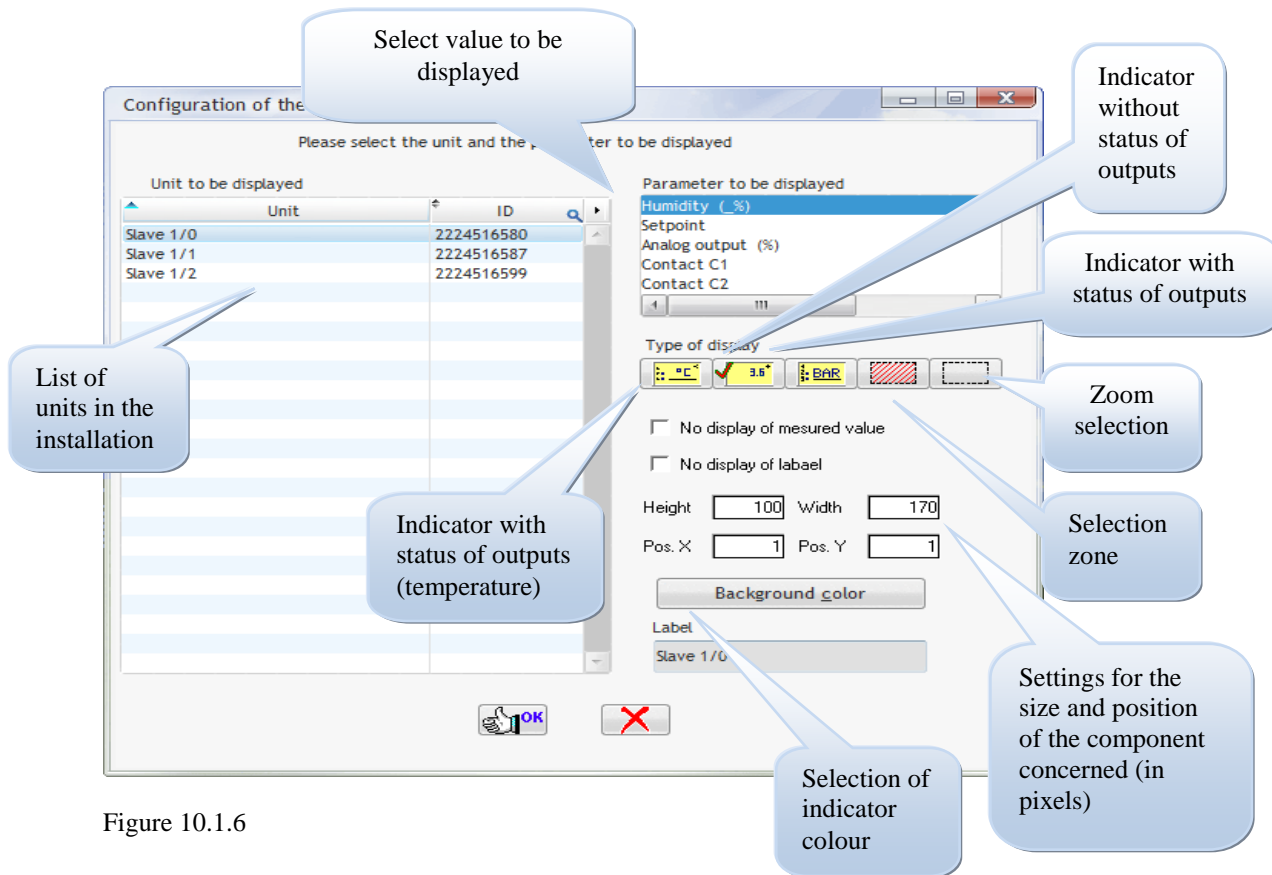 Select value to be
displayed
Indicator
without
status of
outputs
Configuration of the
Please select the unit and the p ter to be displayed
Unit to be displayed
Unit ID
Slave 1/0 2224516580
Slave 1/1 2224516587
Slave 1/2 2224516599
Parameter to be displayed
Humidity (_%)
Setpoint
Analog output (%)
Contact C1
Contact C2
Indicator with
status of outputs
Type of display
°C 3.6 BAR
List of
units in the
installation
Zoom
selection
No display of mesured value
No display of labael
Height 100 Width 170
Pos. X 1 Pos. Y 1
Indicator with
status of outputs
(temperature)
Selection
zone
Background color
Label
Slave 1/0
Settings for the
size and position
of the component
concerned (in
pixels)
OK
Selection of
indicator
colour
Figure 10.1.6